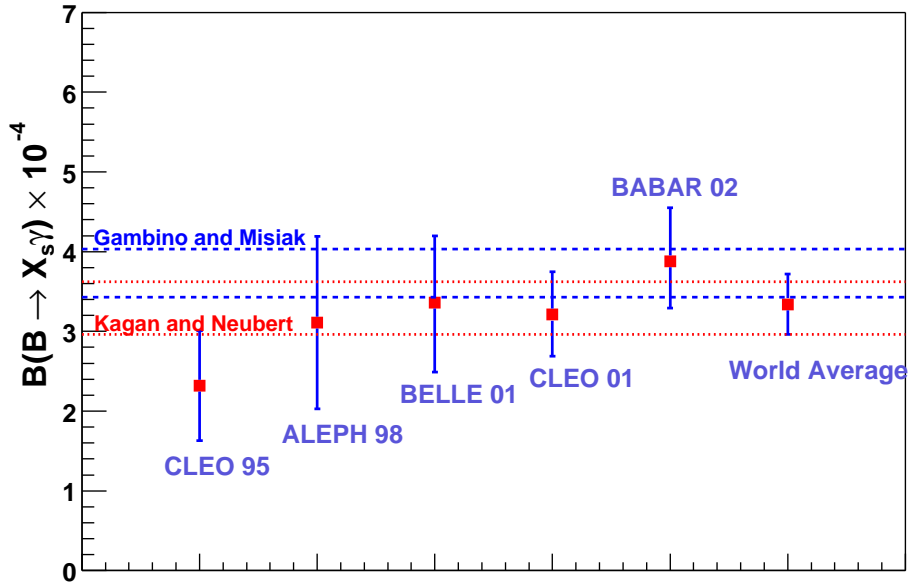 B(B → X_sγ) × 10^-4
7
6
5
4
3
2
1
0
BABAR 02
Gambino and Misiak
Kagan and Neubert
World Average
CLEO 01
BELLE 01
ALEPH 98
CLEO 95